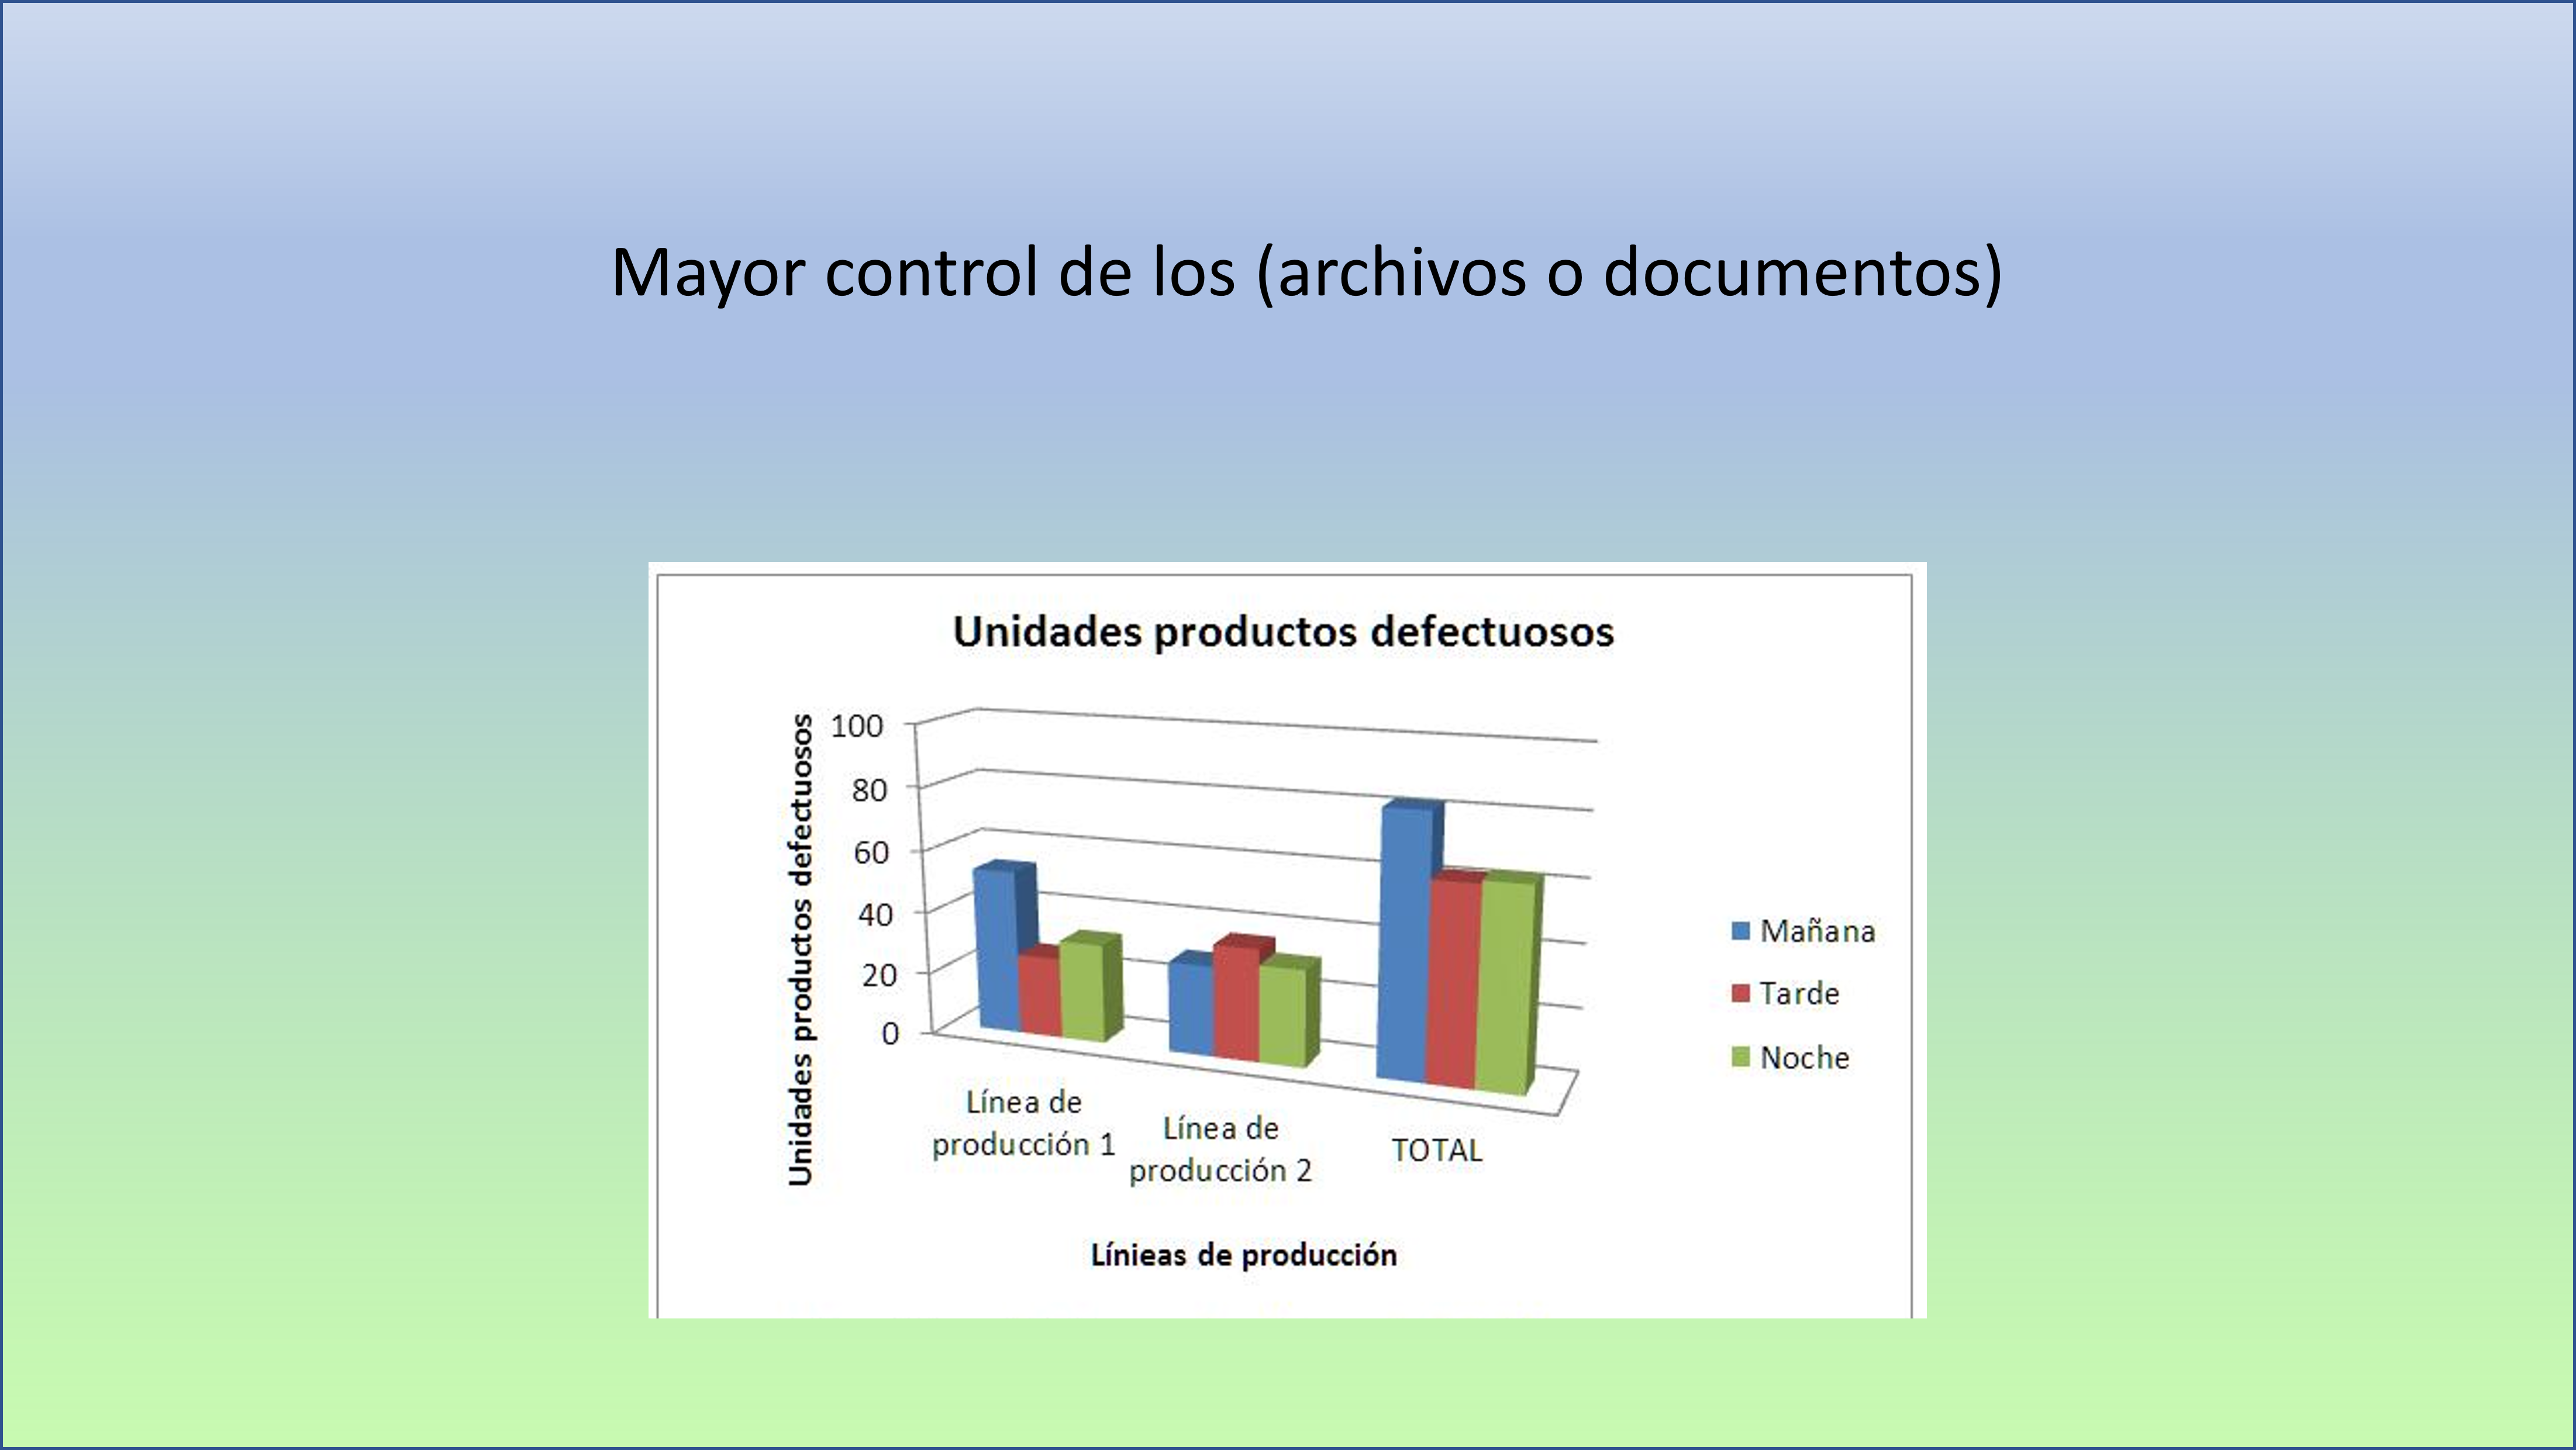 Mayor control de los (archivos o documentos)
Unidades productos defectuosos
Unidades productos defectuosos
100
80
60
40
20
0
Línea de
producción 1
Línea de
producción 2
TOTAL
Línieas de producción
Mañana
Tarde
Noche